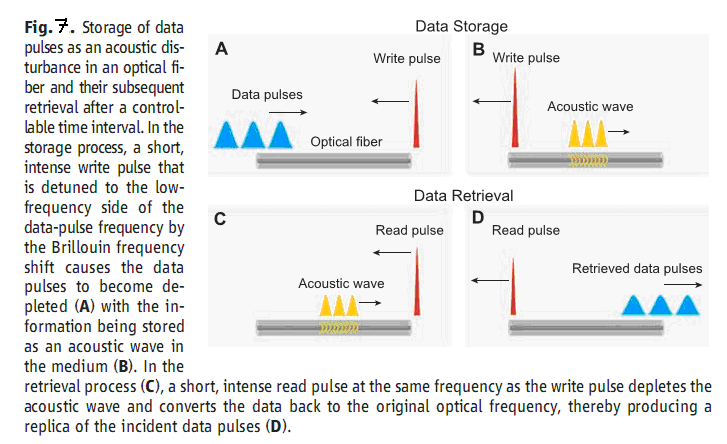 Fig.7. Storage of data
pulses as an acoustic dis-
turbance in an optical fi-
ber and their subsequent
retrieval after a control-
lable time interval. In the
storage process, a short,
intense write pulse that
is detuned to the low-
frequency side of the
data-pulse frequency by
the Brillouin frequency
shift causes the data
pulses to become de-
pleted (A) with the in-
formation being stored
as an acoustic wave in
the medium (B). In the
retrieval process (C), a short, intense read pulse at the same frequency as the write pulse depletes the
acoustic wave and converts the data back to the original optical frequency, thereby producing a
replica of the incident data pulses (D).
Data Storage
A
Write pulse
Data pulses
Optical fiber
B
Write pulse
Acoustic wave
Data Retrieval
C
Read pulse
Acoustic wave
D
Read pulse
Retrieved data pulses